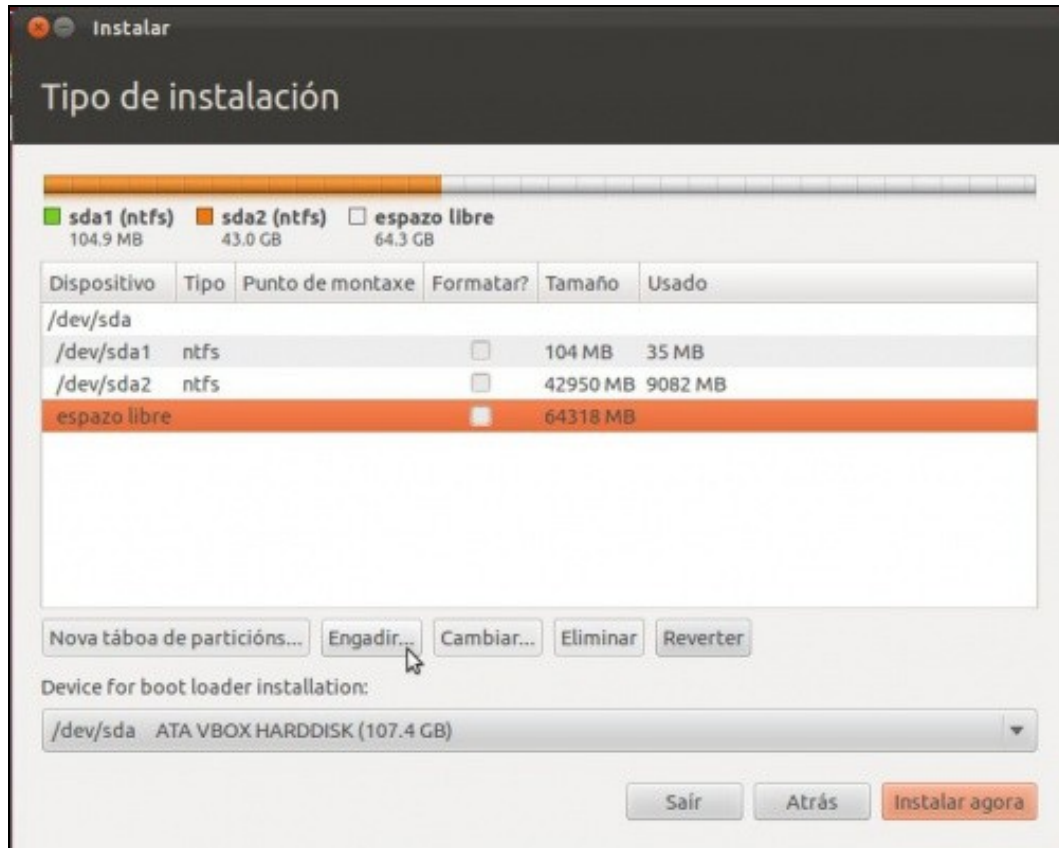 Instalar
Tipo de instalación
sda1 (ntfs) sda2 (ntfs) espazo libre
104.9 MB 43.0 GB 64.3 GB
Dispositivo Tipo Punto de montaxe Formatar? Tamaño Usado
/dev/sda
/dev/sda1 ntfs 104 MB 35 MB
/dev/sda2 ntfs 42950 MB 9082 MB
espazo libre 64318 MB
Nova táboa de particións... Engadir... Cambiar... Eliminar Reverter
Device for boot loader installation:
/dev/sda ATA VBOX HARDDISK (107.4 GB)
Saír Atrás Instalar agora